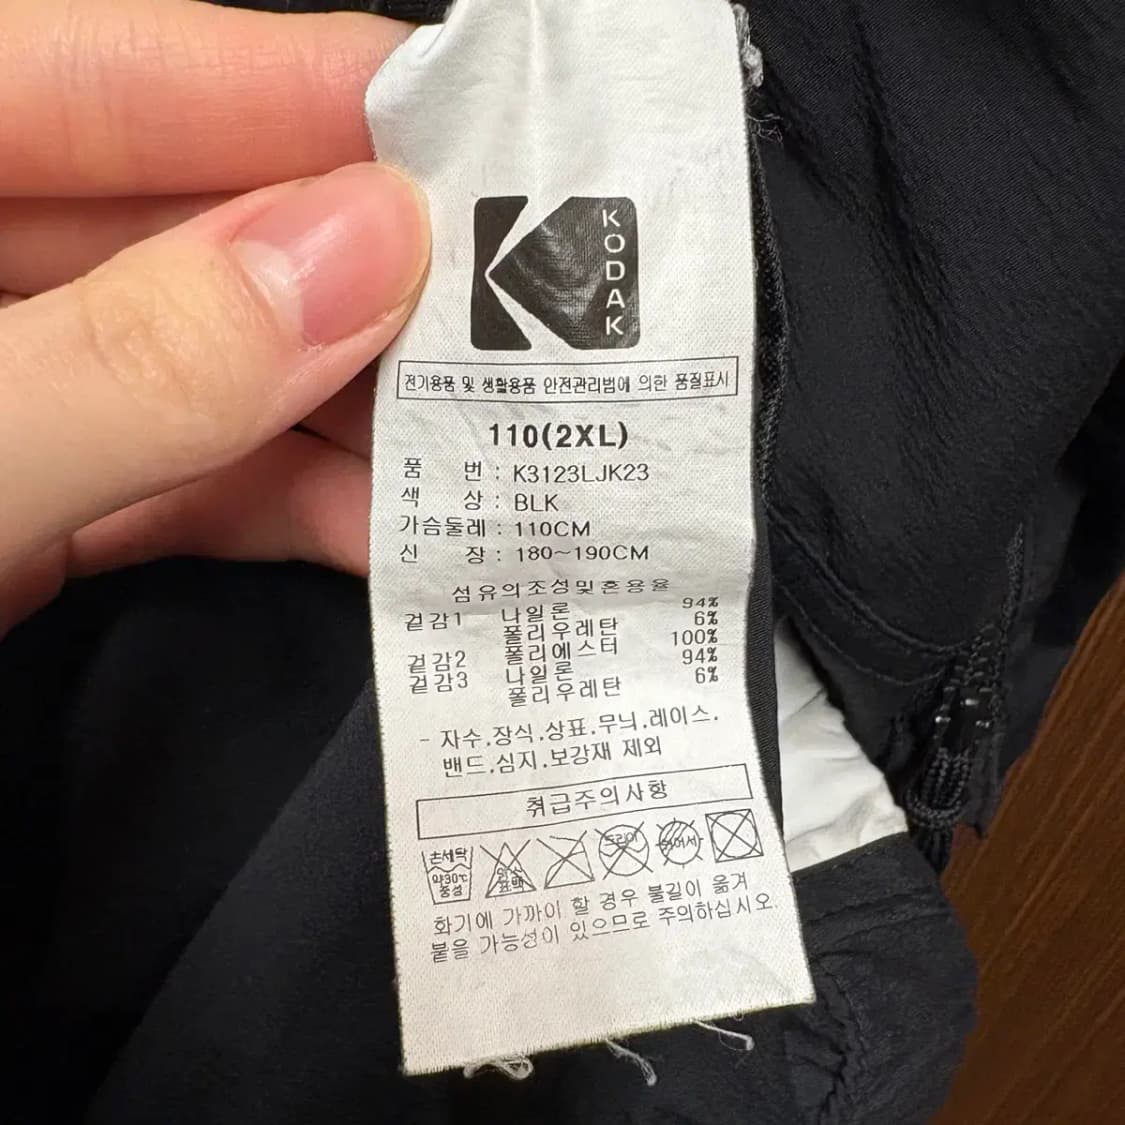 KODAK
전기용품 및 생활용품 안전관리법에 의한 품질표시
110(2XL)
품 번 : K3123LJK23
색 상 : BLK
가슴둘레 : 110CM
신 장 : 180~190CM
섬유의조성및혼용율
겉감1 나일론 94%
폴리우레탄 6%
겉감2 폴리에스터 100%
겉감3 나일론 94%
폴리우레탄 6%
- 자수.장식.상표.무늬.레이스.
밴드.심지.보강재 제외
취급주의사항
손세탁
약30℃
중성
표백
드라이
화기에 가까이 할 경우 불길이 옮겨
붙을 가능성이 있으므로 주의하십시오.